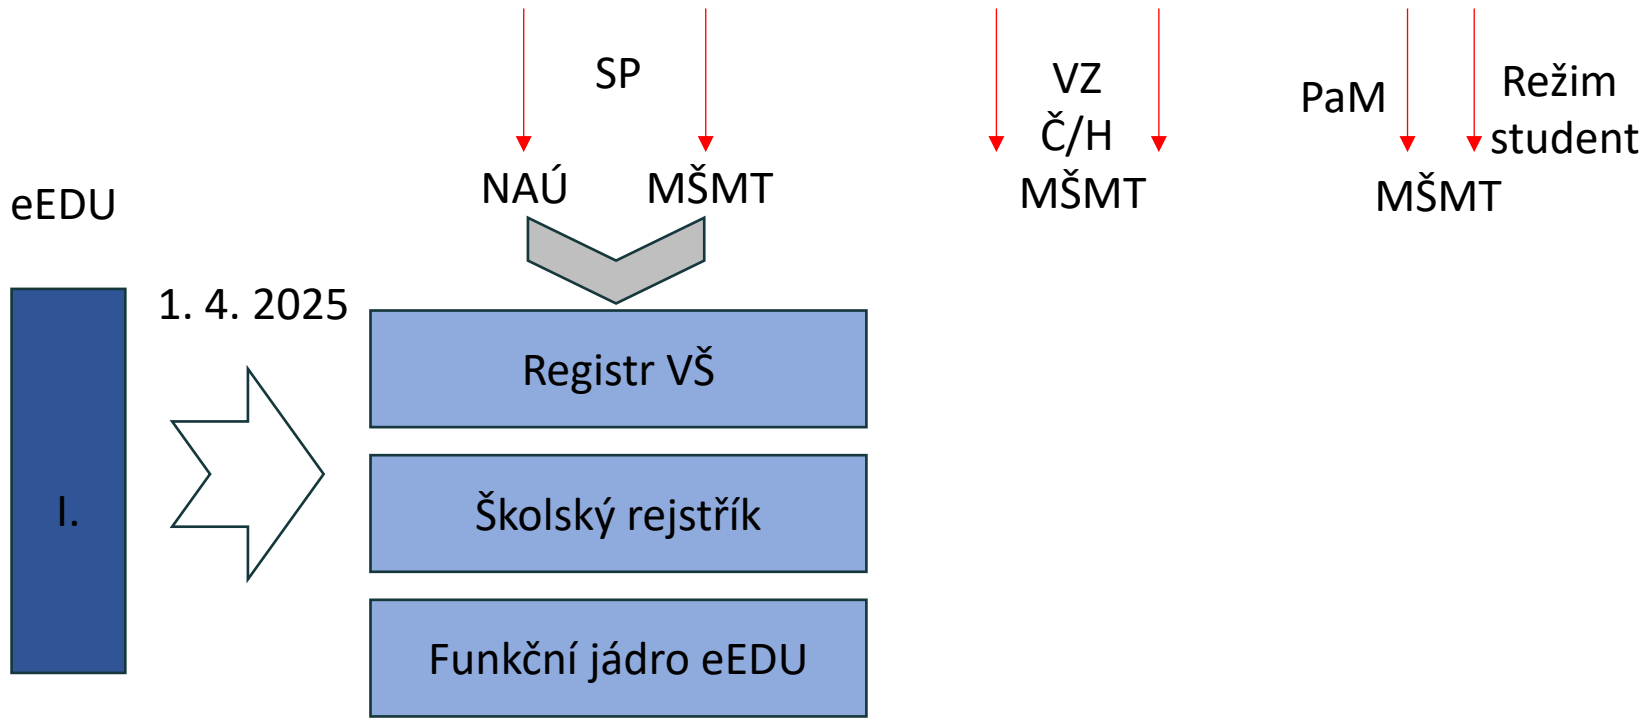 SP
NAÚ
MŠMT
VZ
Č/H
MŠMT
PaM
Režim
student
MŠMT
eEDU
I.
1. 4. 2025
Registr VŠ
Školský rejstřík
Funkční jádro eEDU